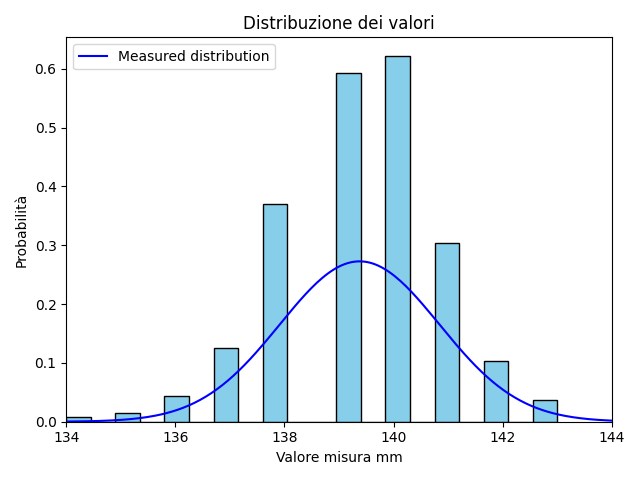 Distribuzione dei valori
Measured distribution
Probabilità
0.6
0.5
0.4
0.3
0.2
0.1
0.0
134 136 138 140 142 144
Valore misura mm